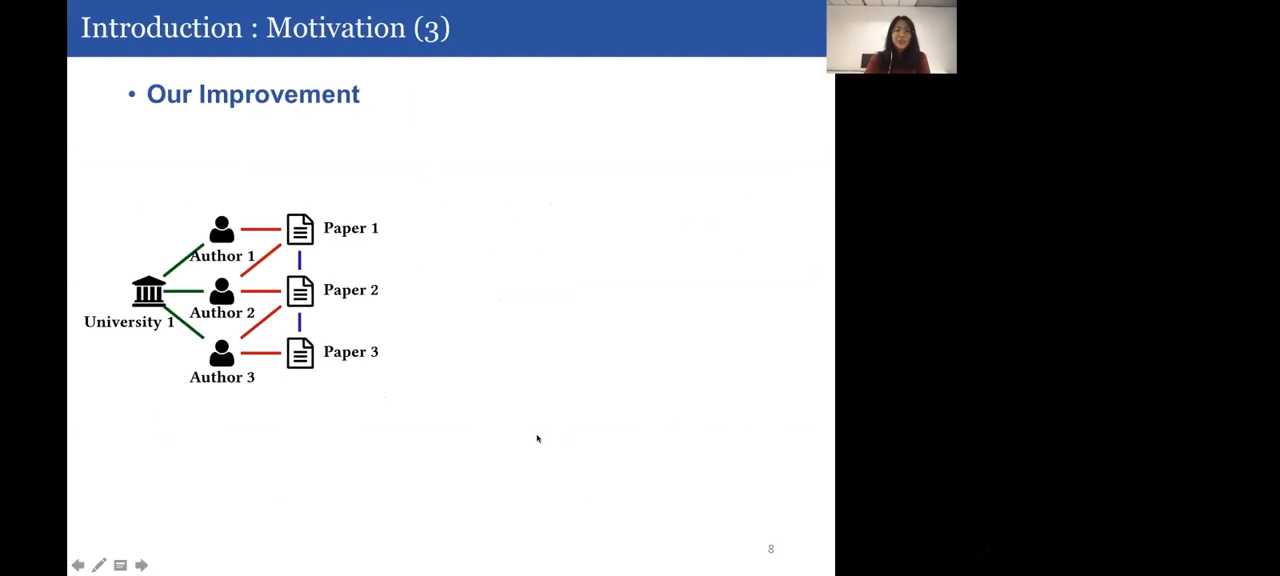 Introduction : Motivation (3)
• Our Improvement
Paper 1
Author 1
Paper 2
Author 2
University 1
Paper 3
Author 3
8